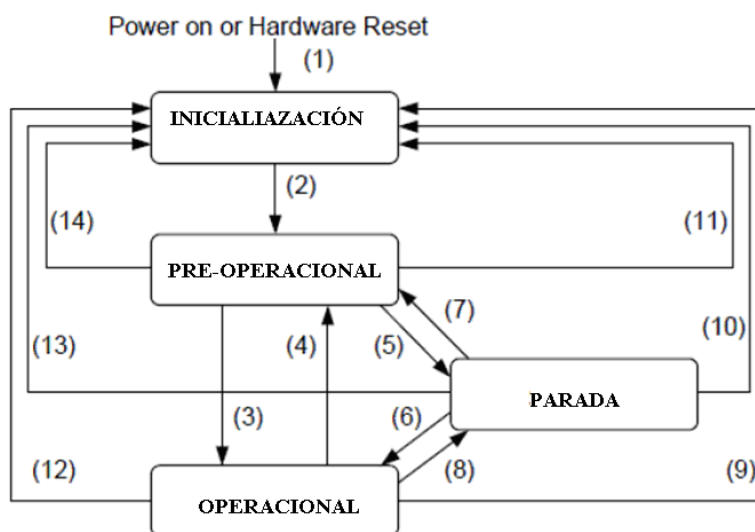 Power on or Hardware Reset
(1)
INICIALIAZACIÓN
(2)
(14)
(11)
PRE-OPERACIONAL
(7)
(13)
(4)
(5)
(10)
PARADA
(3)
(6)
(12)
(8)
(9)
OPERACIONAL